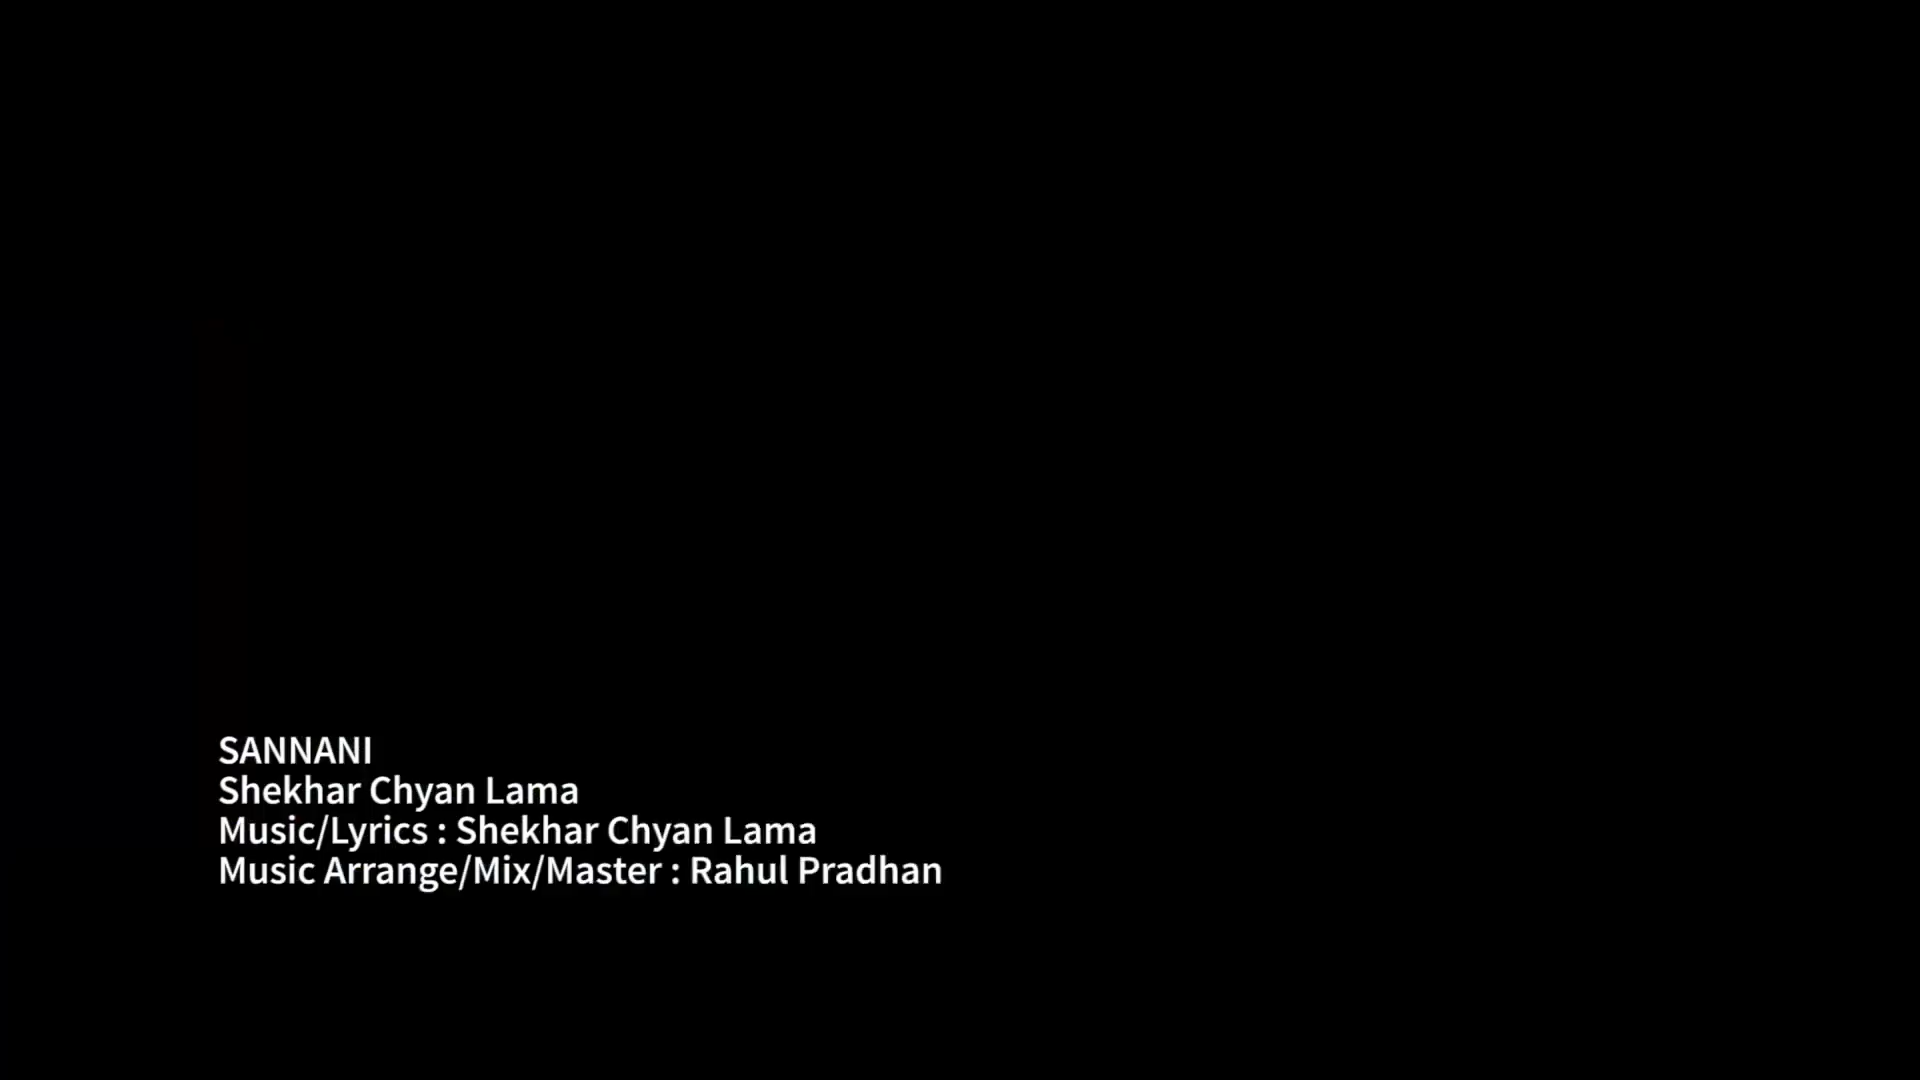 SANNANI
Shekhar Chyan Lama
Music/Lyrics : Shekhar Chyan Lama
Music Arrange/Mix/Master : Rahul Pradhan